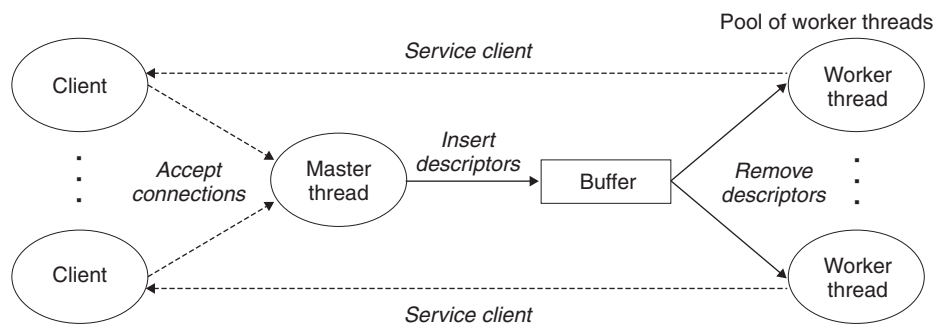 Pool of worker threads
Service client
Client
Worker
thread
Insert
descriptors
Accept
connections
Master
thread
Buffer
Remove
descriptors
Client
Worker
thread
Service client